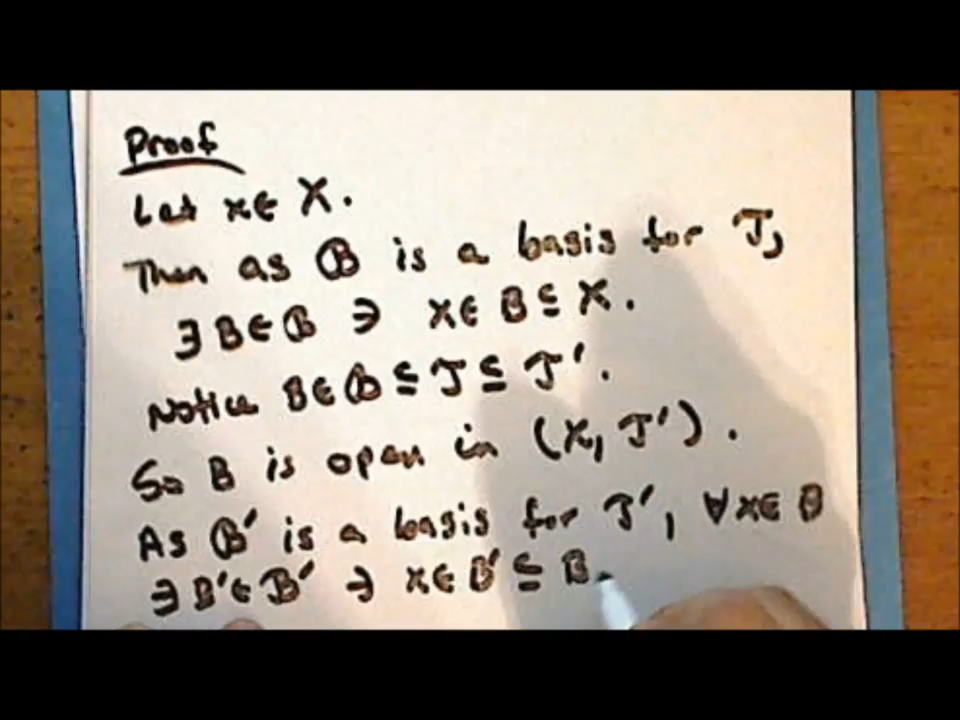 Proof
Let x∈ X.
Then as 𝔹 is a basis for 𝒯,
∃ B∈ 𝔹 ∋ x∈ B ⊆ X.
Notice B∈ 𝔹 ⊆ 𝒯 ⊆ 𝒯'.
So B is open in (X, 𝒯').
As 𝔹' is a basis for 𝒯', ∀x∈ B
∃ B'∈ 𝔹' ∋ x∈ B' ⊆ B.